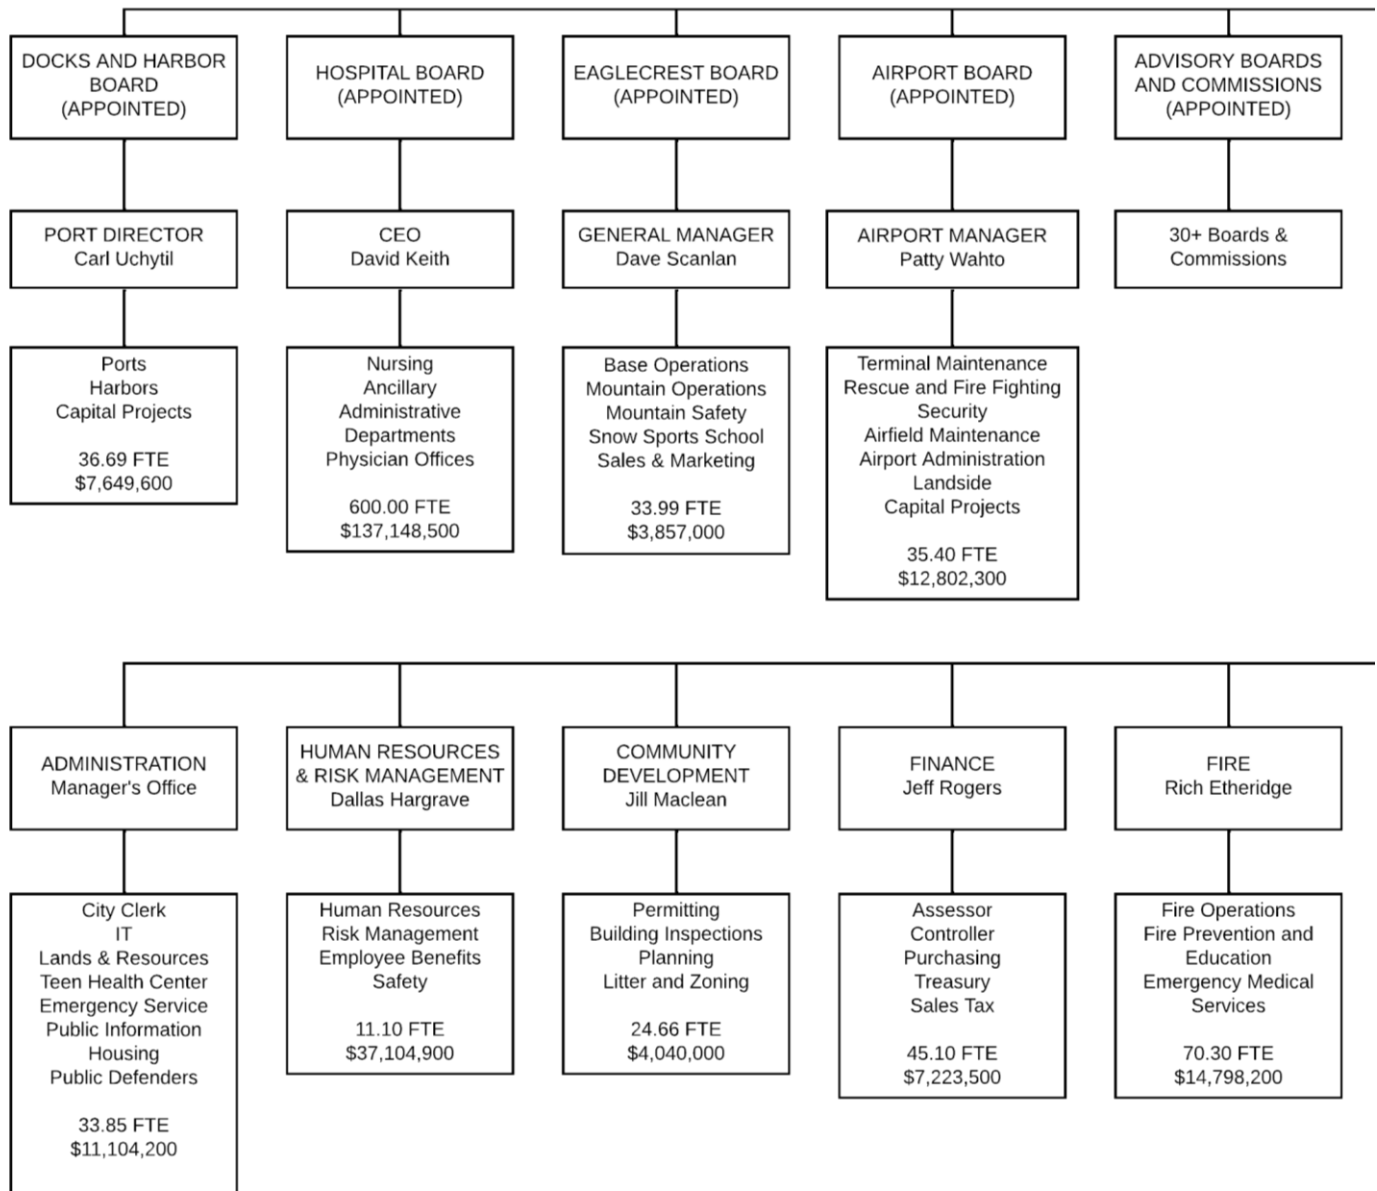 DOCKS AND HARBOR
BOARD
(APPOINTED)
HOSPITAL BOARD
(APPOINTED)
EAGLECREST BOARD
(APPOINTED)
AIRPORT BOARD
(APPOINTED)
ADVISORY BOARDS
AND COMMISSIONS
(APPOINTED)
PORT DIRECTOR
Carl Uchytil
CEO
David Keith
GENERAL MANAGER
Dave Scanlan
AIRPORT MANAGER
Patty Wahto
30+ Boards &
Commissions
Ports
Harbors
Capital Projects
36.69 FTE
$7,649,600
Nursing
Ancillary
Administrative
Departments
Physician Offices
600.00 FTE
$137,148,500
Base Operations
Mountain Operations
Mountain Safety
Snow Sports School
Sales & Marketing
33.99 FTE
$3,857,000
Terminal Maintenance
Rescue and Fire Fighting
Security
Airfield Maintenance
Airport Administration
Landside
Capital Projects
35.40 FTE
$12,802,300
ADMINISTRATION
Manager's Office
HUMAN RESOURCES
& RISK MANAGEMENT
Dallas Hargrave
COMMUNITY
DEVELOPMENT
Jill Maclean
FINANCE
Jeff Rogers
FIRE
Rich Etheridge
City Clerk
IT
Lands & Resources
Teen Health Center
Emergency Service
Public Information
Housing
Public Defenders
33.85 FTE
$11,104,200
Human Resources
Risk Management
Employee Benefits
Safety
11.10 FTE
$37,104,900
Permitting
Building Inspections
Planning
Litter and Zoning
24.66 FTE
$4,040,000
Assessor
Controller
Purchasing
Treasury
Sales Tax
45.10 FTE
$7,223,500
Fire Operations
Fire Prevention and
Education
Emergency Medical
Services
70.30 FTE
$14,798,200